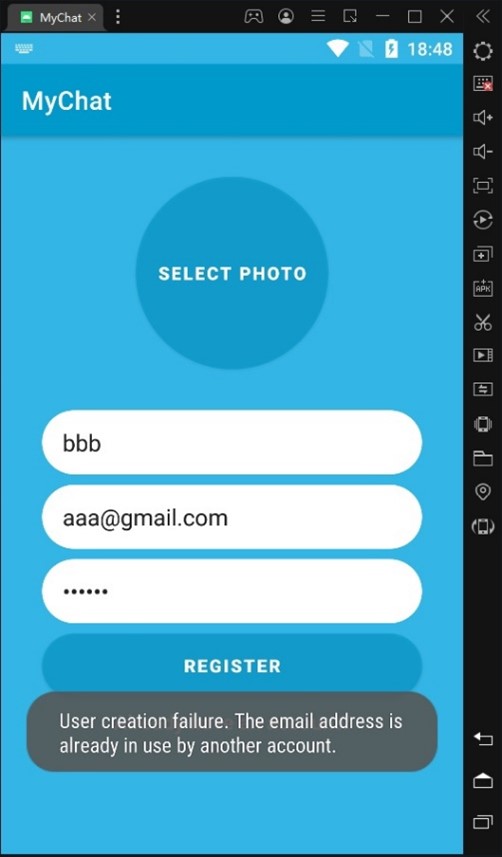 MyChat
18:48
MyChat
SELECT PHOTO
bbb
aaa@gmail.com
••••••
REGISTER
User creation failure. The email address is
already in use by another account.
APK